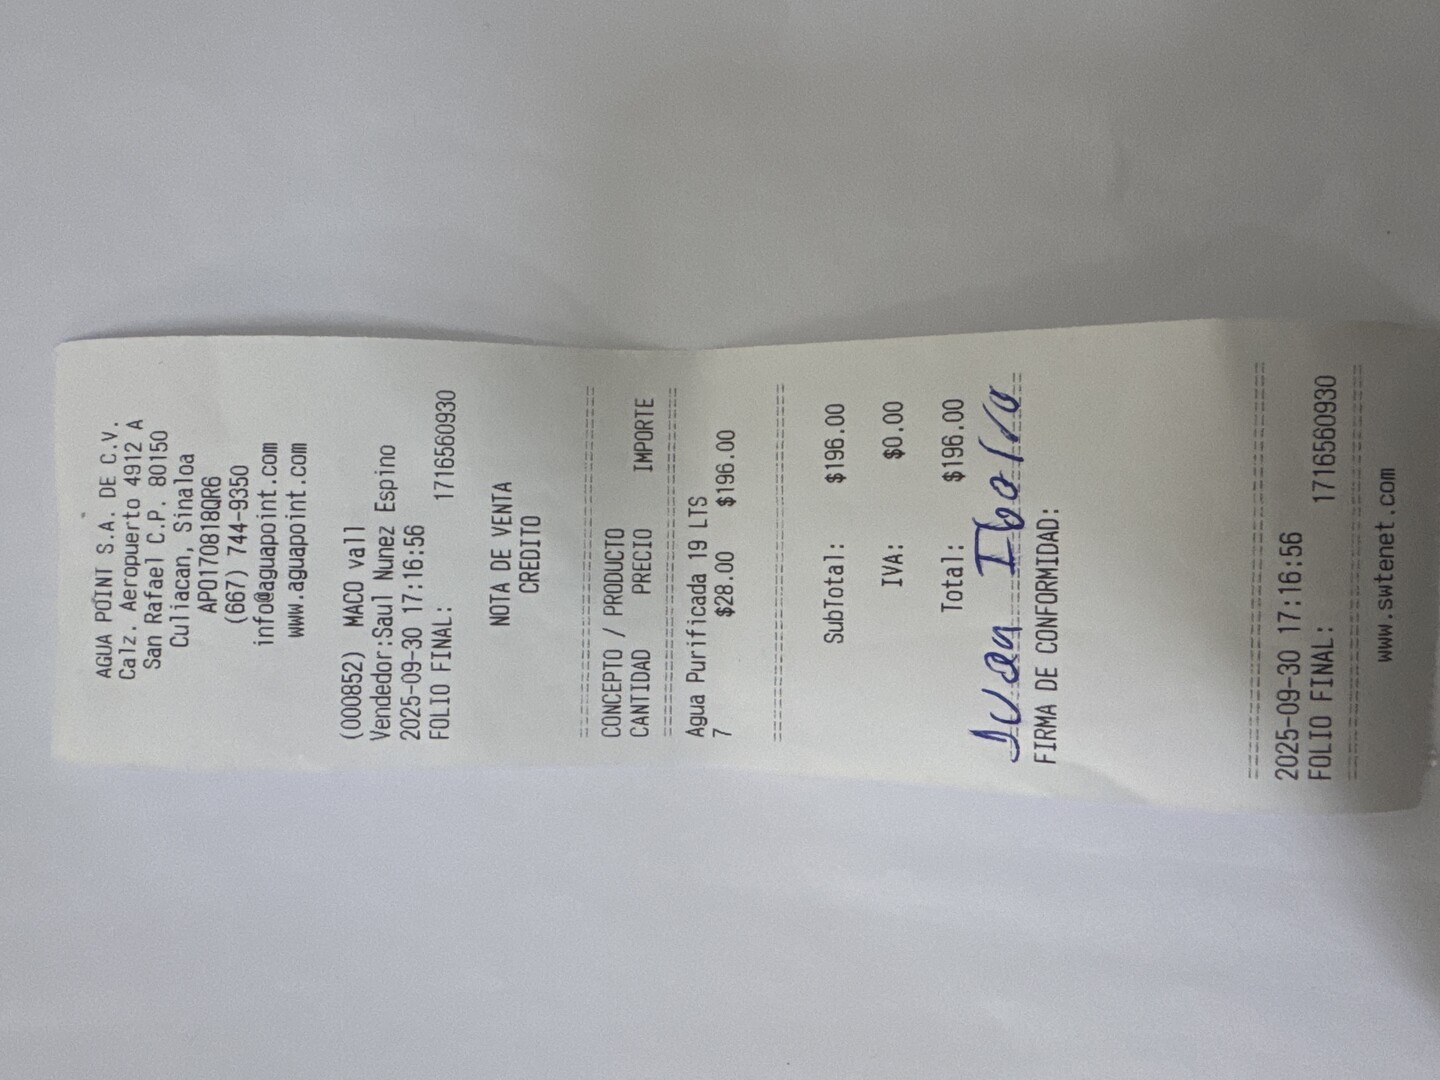 AGUA POINT S.A. DE C.V.
Calz. Aeropuerto 4912 A
San Rafael C.P. 80150
Culiacan, Sinaloa
APO170818QR6
(667) 744-9350
info@aguapoint.com
www.aguapoint.com
(000852) MACO vall
Vendedor:Saul Nunez Espino
2025-09-30 17:16:56
FOLIO FINAL: 1716560930
NOTA DE VENTA
CREDITO
CONCEPTO / PRODUCTO
CANTIDAD PRECIO IMPORTE
Agua Purificada 19 LTS
7 $28.00 $196.00
SubTotal: $196.00
IVA: $0.00
Total: $196.00
Ivan
FIRMA DE CONFORMIDAD:
2025-09-30 17:16:56
FOLIO FINAL: 1716560930
www.swtenet.com